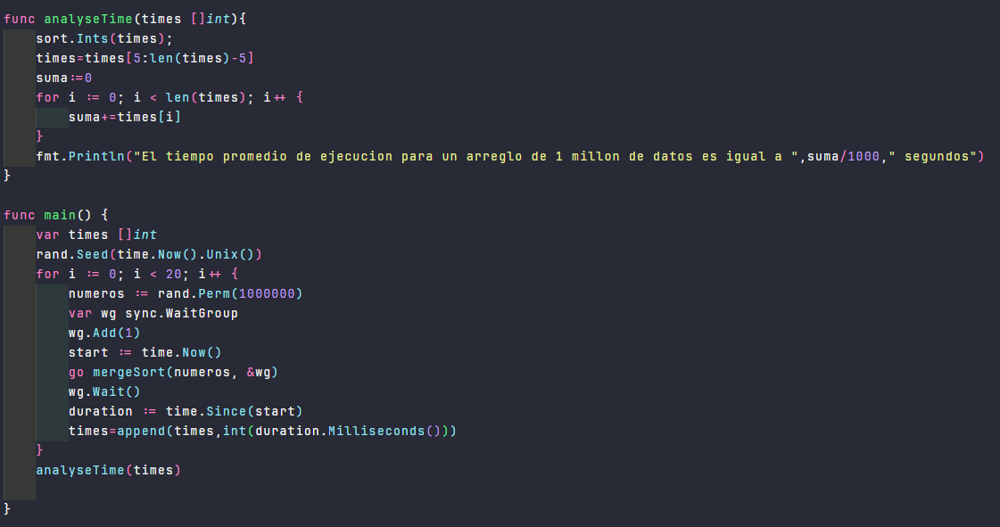 func analyseTime(times []int){
    sort.Ints(times);
    times=times[5:len(times)-5]
    suma:=0
    for i := 0; i < len(times); i++ {
        suma+=times[i]
    }
    fmt.Println("El tiempo promedio de ejecucion para un arreglo de 1 millon de datos es igual a ",suma/1000," segundos")
}

func main() {
    var times []int
    rand.Seed(time.Now().Unix())
    for i := 0; i < 20; i++ {
        numeros := rand.Perm(1000000)
        var wg sync.WaitGroup
        wg.Add(1)
        start := time.Now()
        go mergeSort(numeros, &wg)
        wg.Wait()
        duration := time.Since(start)
        times=append(times,int(duration.Milliseconds()))
    }
    analyseTime(times)

}